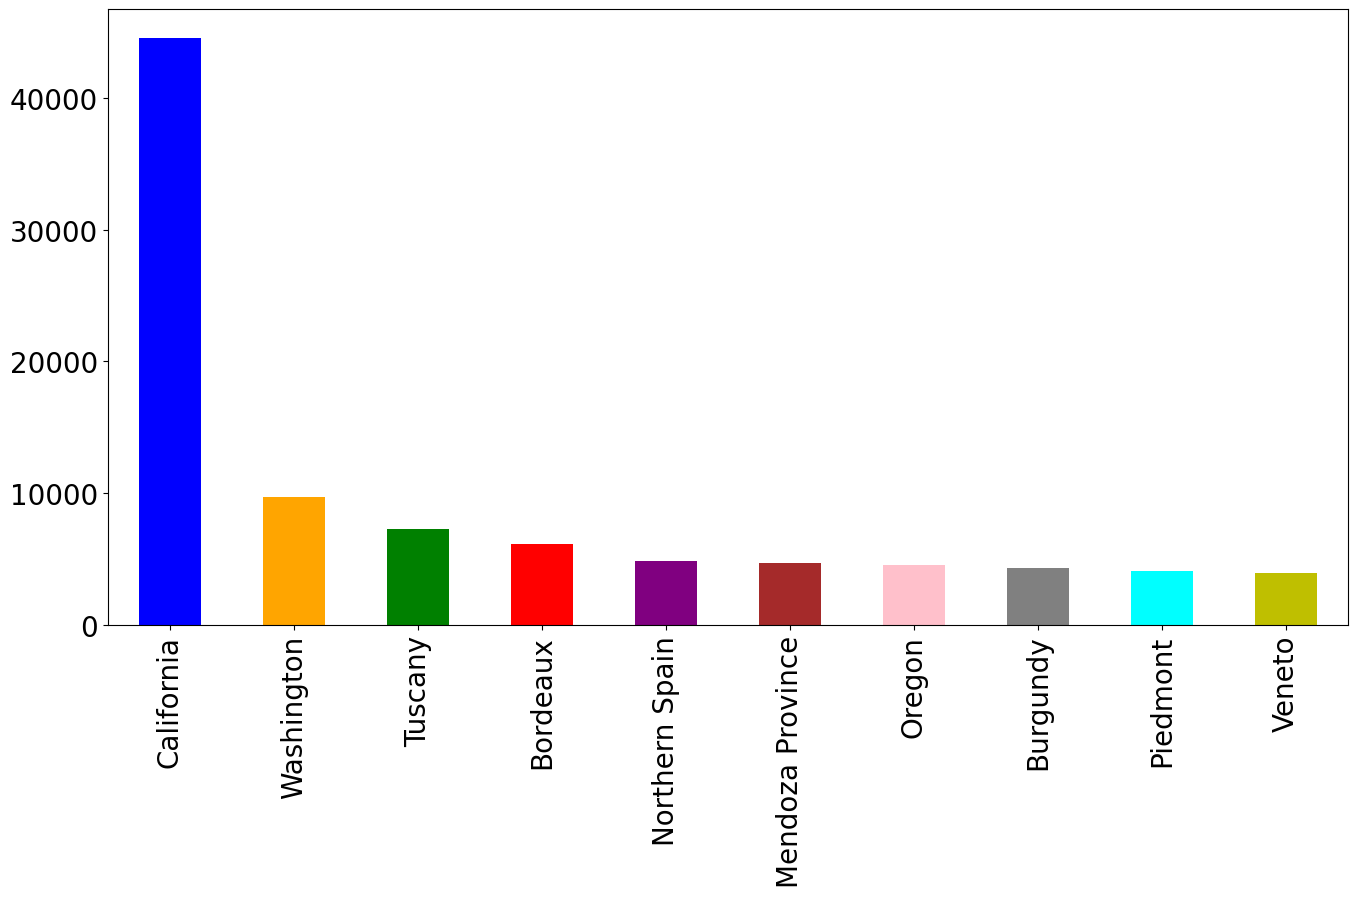 40000
30000
20000
10000
0
California
Washington
Tuscany
Bordeaux
Northern Spain
Mendoza Province
Oregon
Burgundy
Piedmont
Veneto